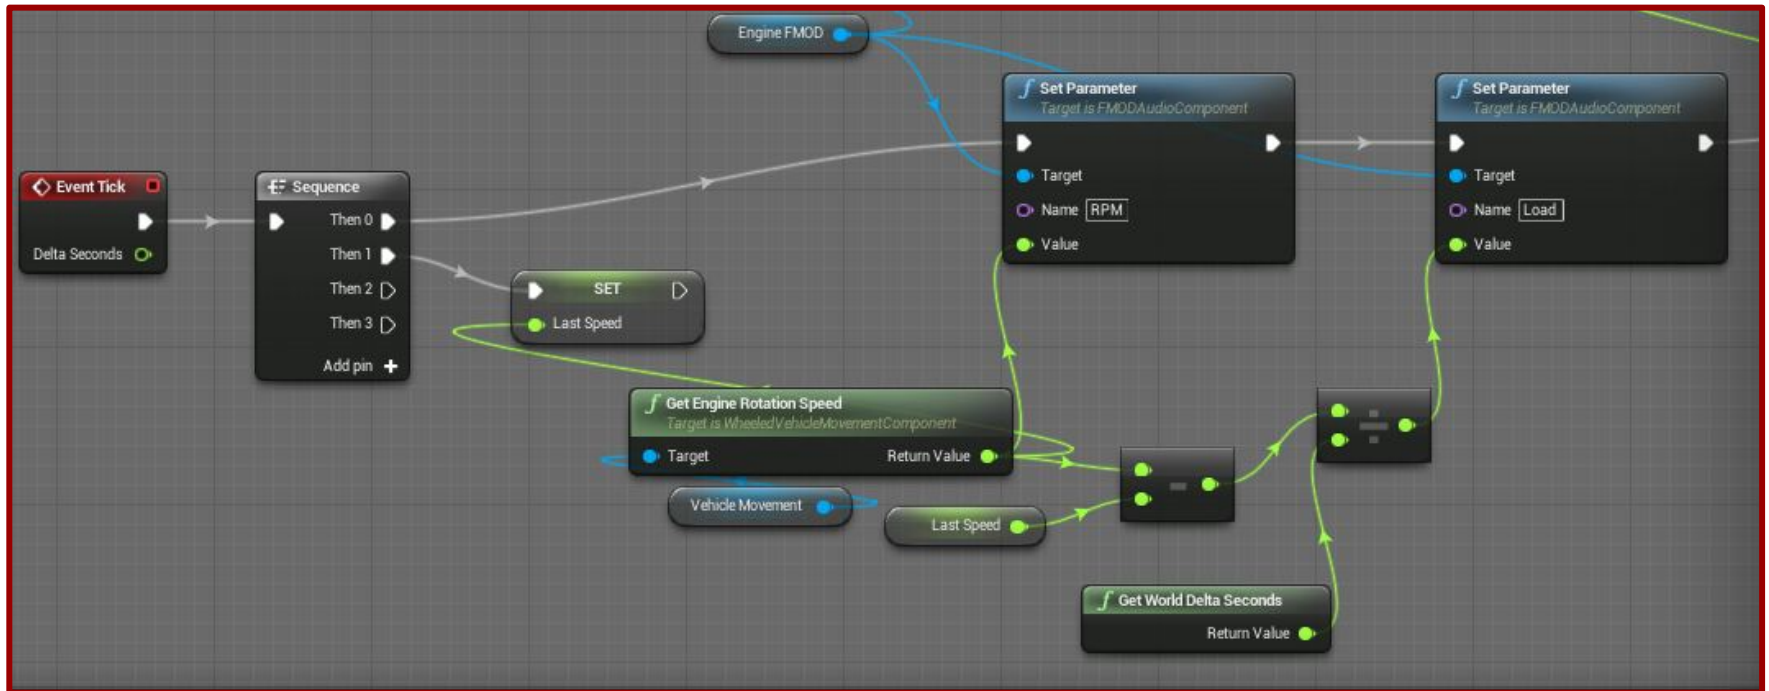 Engine FMOD
Set Parameter
Target is FMODAudioComponent
Target
Name RPM
Value
Set Parameter
Target is FMODAudioComponent
Target
Name Load
Value
Event Tick
Delta Seconds
Sequence
Then 0
Then 1
Then 2
Then 3
Add pin +
SET
Last Speed
Get Engine Rotation Speed
Target is WheeledVehicleMovementComponent
Target Return Value
Vehicle Movement
Last Speed
-
÷
Get World Delta Seconds
Return Value